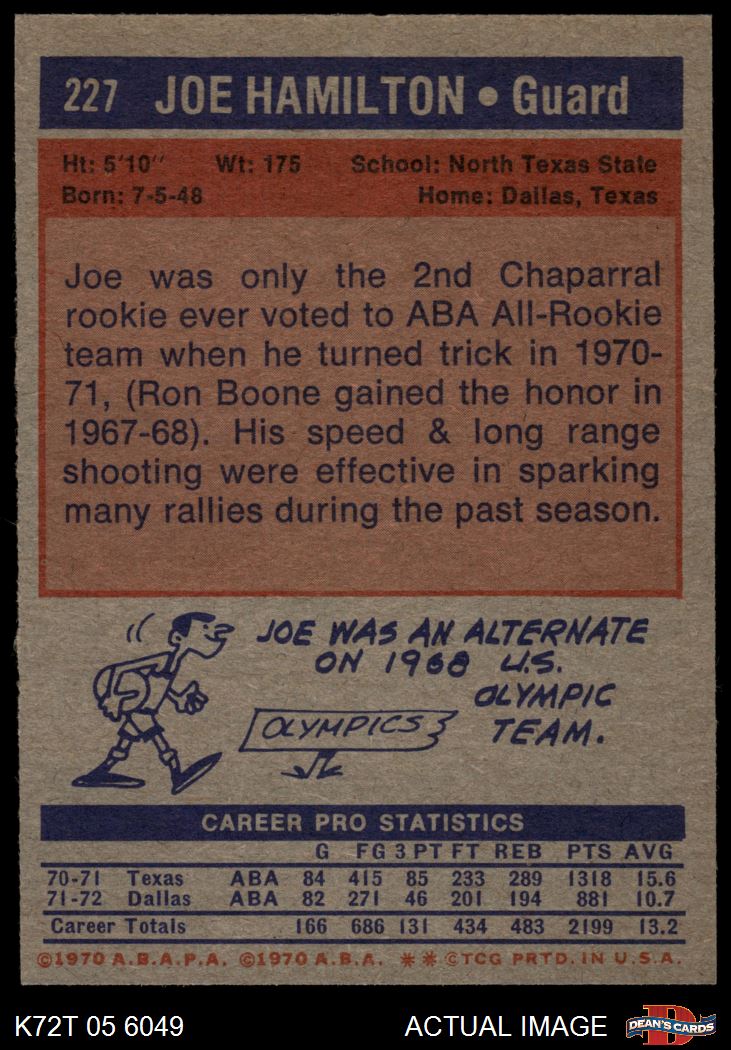 227 JOE HAMILTON • Guard
Ht: 5'10" Wt: 175 School: North Texas State
Born: 7-5-48 Home: Dallas, Texas
Joe was only the 2nd Chaparral
rookie ever voted to ABA All-Rookie
team when he turned trick in 1970-
71, (Ron Boone gained the honor in
1967-68). His speed & long range
shooting were effective in sparking
many rallies during the past season.
JOE WAS AN ALTERNATE
ON 1968 U.S.
OLYMPIC
TEAM.
OLYMPICS
CAREER PRO STATISTICS
G FG 3 PT FT REB PTS AVG
70-71 Texas ABA 84 415 85 233 289 1318 15.6
71-72 Dallas ABA 82 271 46 201 194 881 10.7
Career Totals 166 686 131 434 483 2199 13.2
©1970 A.B.A.P.A. ©1970 A.B.A. ** ©TCG PRTD. IN U.S.A.
K72T 05 6049 ACTUAL IMAGE DEAN'S CARDS